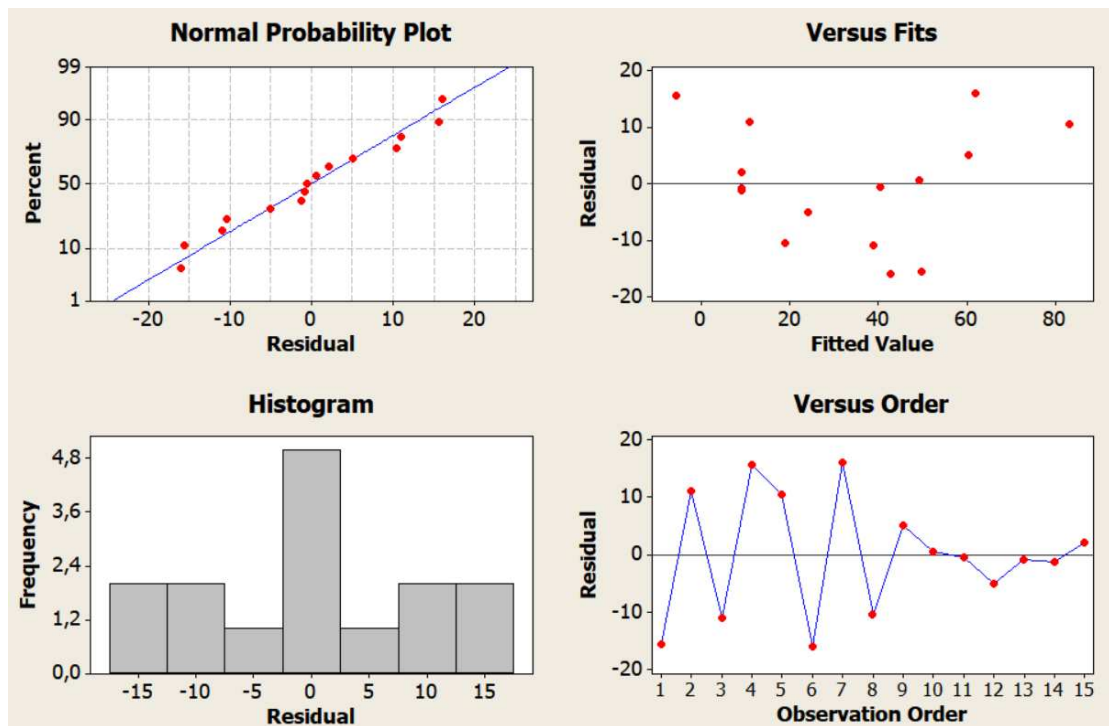 Normal Probability Plot
99
90
50
10
1
Percent
-20 -10 0 10 20
Residual
Versus Fits
20
10
0
-10
-20
Residual
0 20 40 60 80
Fitted Value
Histogram
4,8
3,6
2,4
1,2
0,0
Frequency
-15 -10 -5 0 5 10 15
Residual
Versus Order
20
10
0
-10
-20
Residual
1 2 3 4 5 6 7 8 9 10 11 12 13 14 15
Observation Order